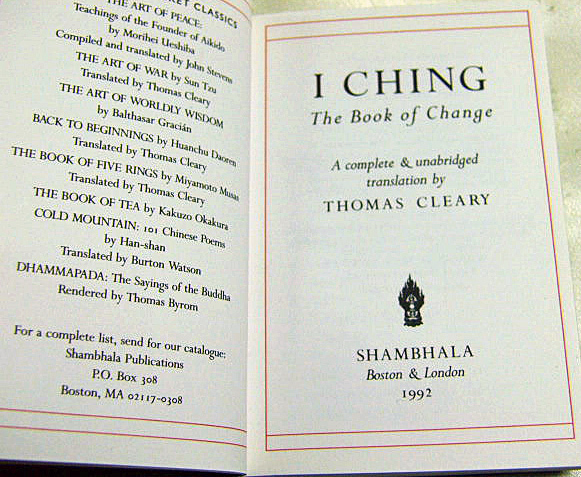 CLASSICS
THE ART OF PEACE:
Teachings of the Founder of Aikido
by Morihei Ueshiba
Compiled and translated by John Stevens
THE ART OF WAR by Sun Tzu
Translated by Thomas Cleary
THE ART OF WORLDLY WISDOM
by Balthasar Gracián
BACK TO BEGINNINGS by Huanchu Daoren
Translated by Thomas Cleary
THE BOOK OF FIVE RINGS by Miyamoto Musas
Translated by Thomas Cleary
THE BOOK OF TEA by Kakuzo Okakura
COLD MOUNTAIN: 101 Chinese Poems
by Han-shan
Translated by Burton Watson
DHAMMAPADA: The Sayings of the Buddha
Rendered by Thomas Byrom
For a complete list, send for our catalogue:
Shambhala Publications
P.O. Box 308
Boston, MA 02117-0308
I CHING
The Book of Change
A complete & unabridged
translation by
THOMAS CLEARY
SHAMBHALA
Boston & London
1992